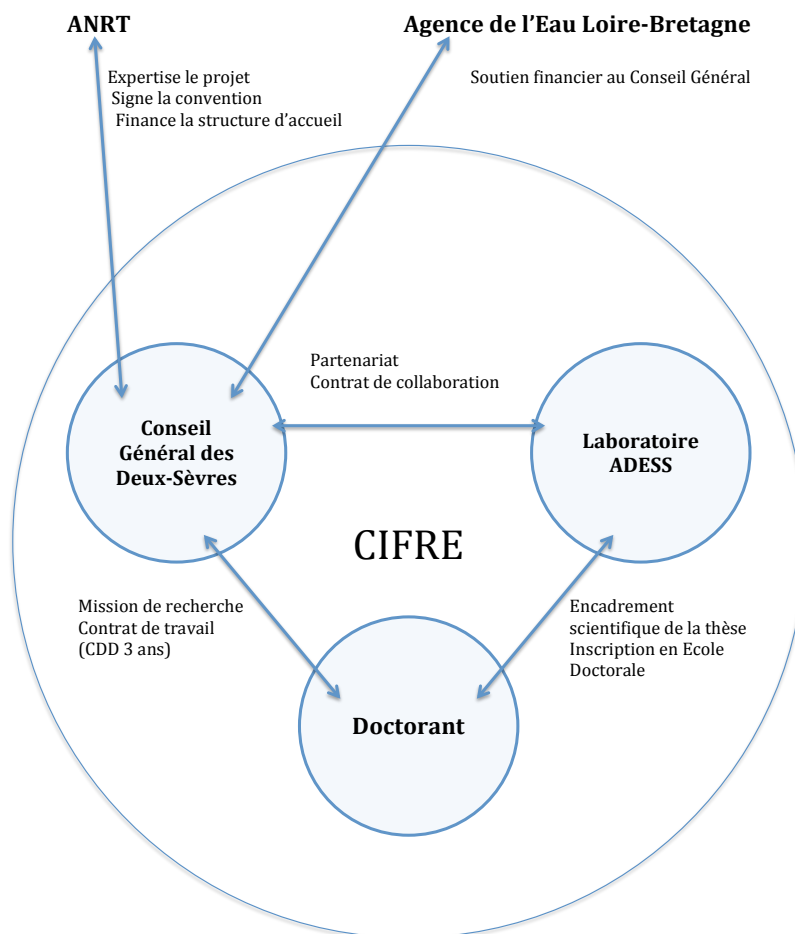 ANRT
Agence de l'Eau Loire-Bretagne
Expertise le projet
Signe la convention
Finance la structure d'accueil
Soutien financier au Conseil Général
Partenariat
Contrat de collaboration
Conseil
Général des
Deux-Sèvres
Laboratoire
ADESS
CIFRE
Mission de recherche
Contrat de travail
(CDD 3 ans)
Encadrement
scientifique de la thèse
Inscription en Ecole
Doctorale
Doctorant